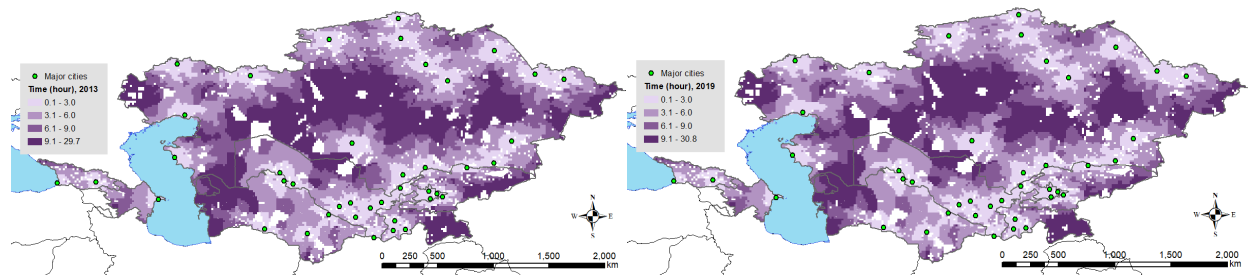 Major cities
Time (hour), 2013
0.1 - 3.0
3.1 - 6.0
6.1 - 9.0
9.1 - 29.7
N
W E
S
0 250 500 1,000 1,500 2,000
km
Major cities
Time (hour), 2019
0.1 - 3.0
3.1 - 6.0
6.1 - 9.0
9.1 - 30.8
N
W E
S
0 250 500 1,000 1,500 2,000
km